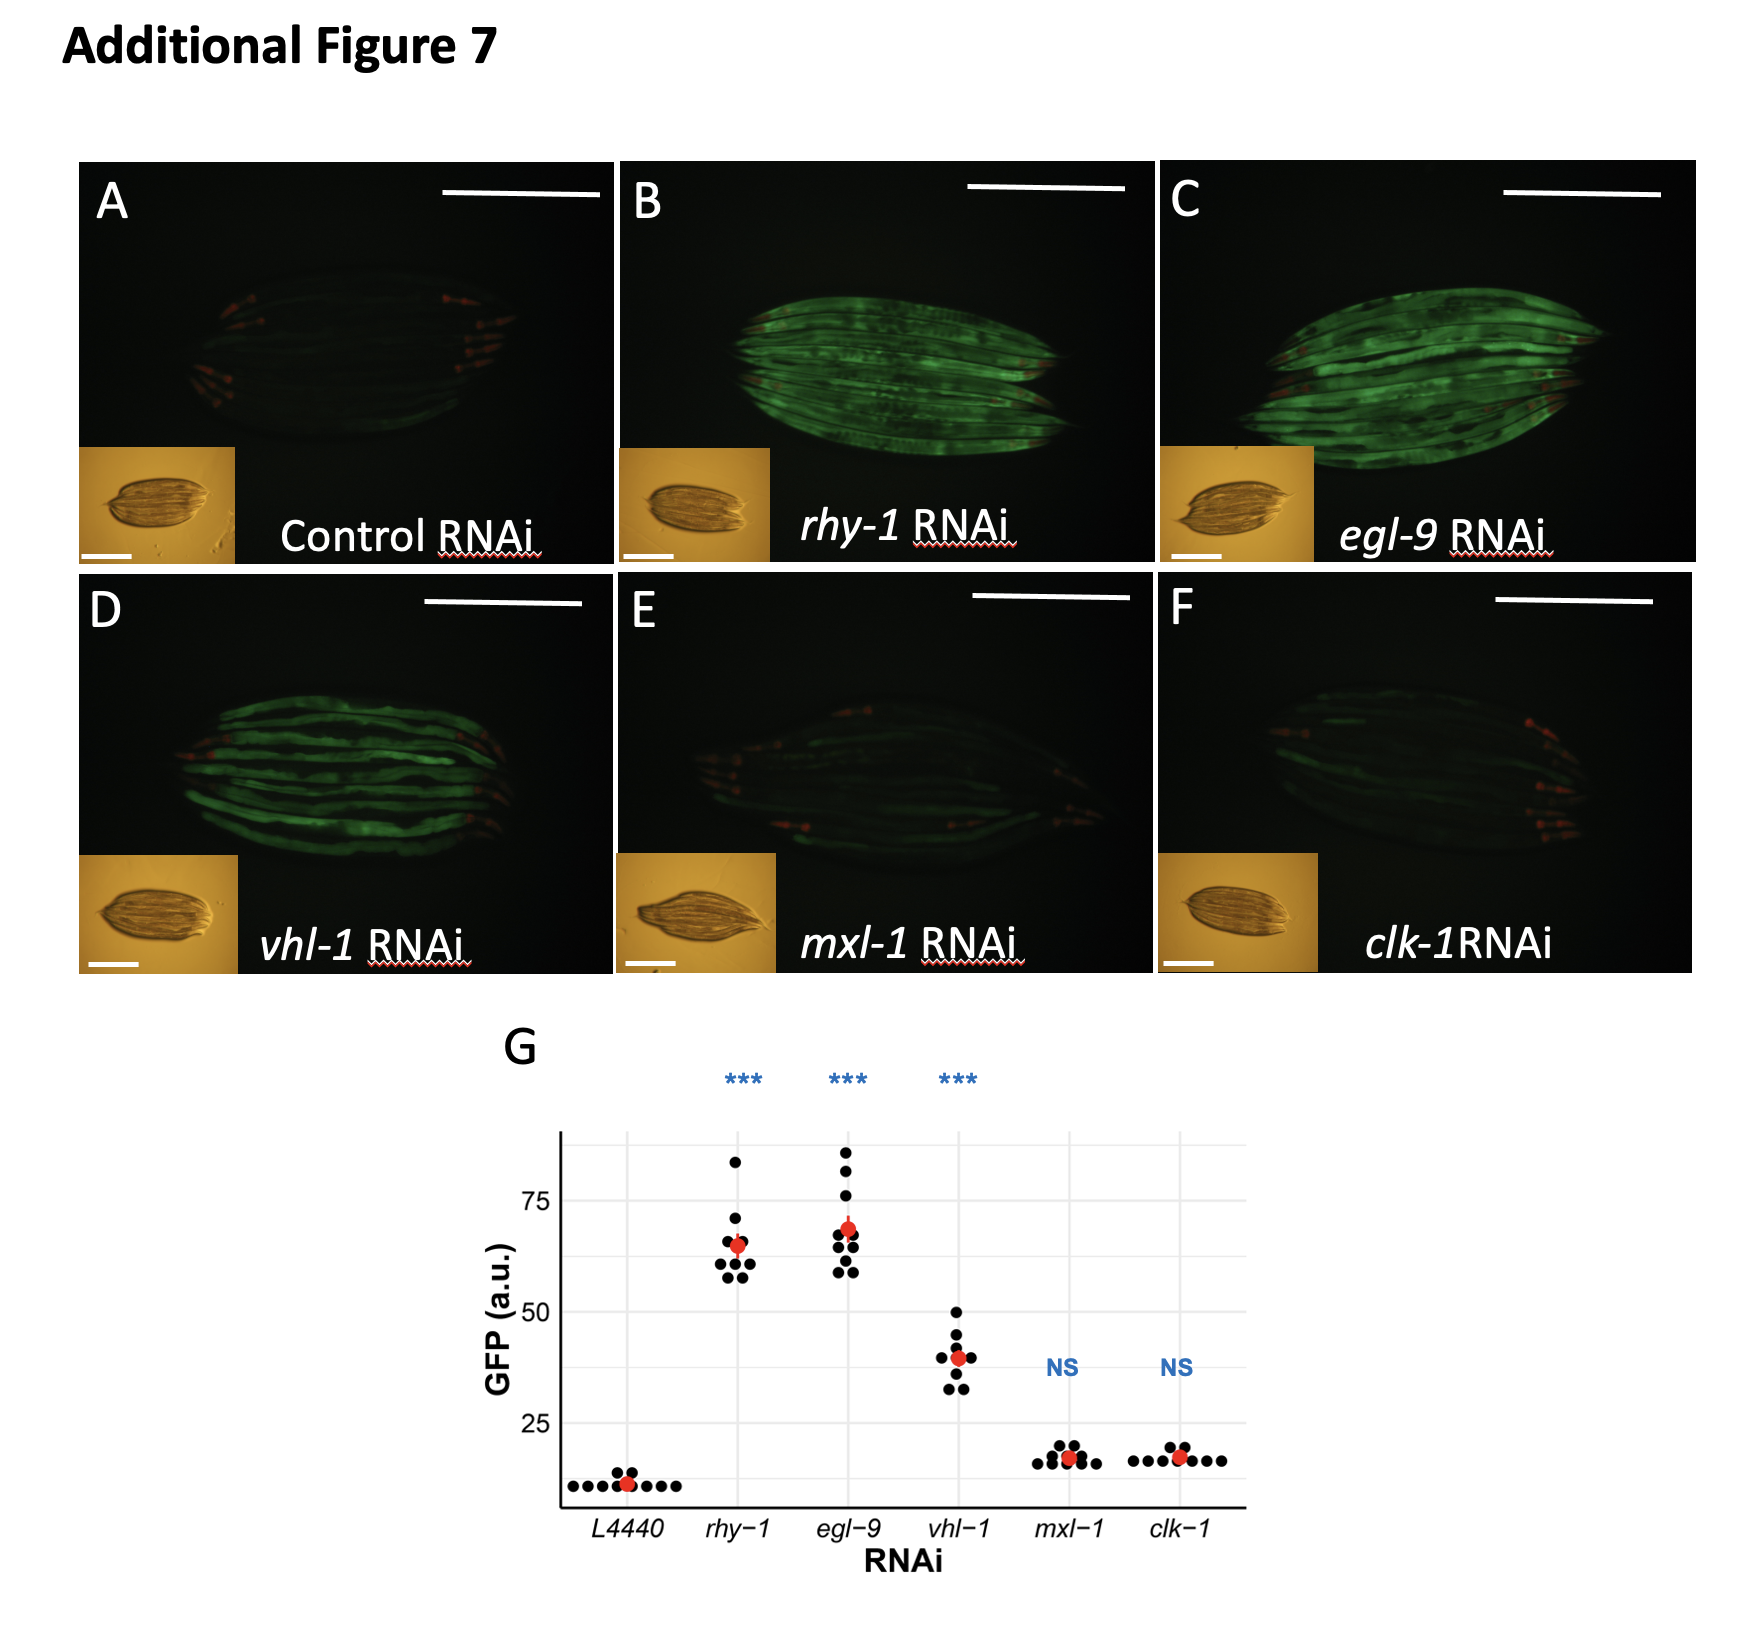 Additional Figure 7
A
Control RNAi
B
rhy-1 RNAi
C
egl-9 RNAi
D
vhl-1 RNAi
E
mxl-1 RNAi
F
clk-1RNAi
G
*** *** ***
75
50
25
GFP (a.u.)
NS NS
L4440 rhy−1 egl−9 vhl−1 mxl−1 clk−1
RNAi